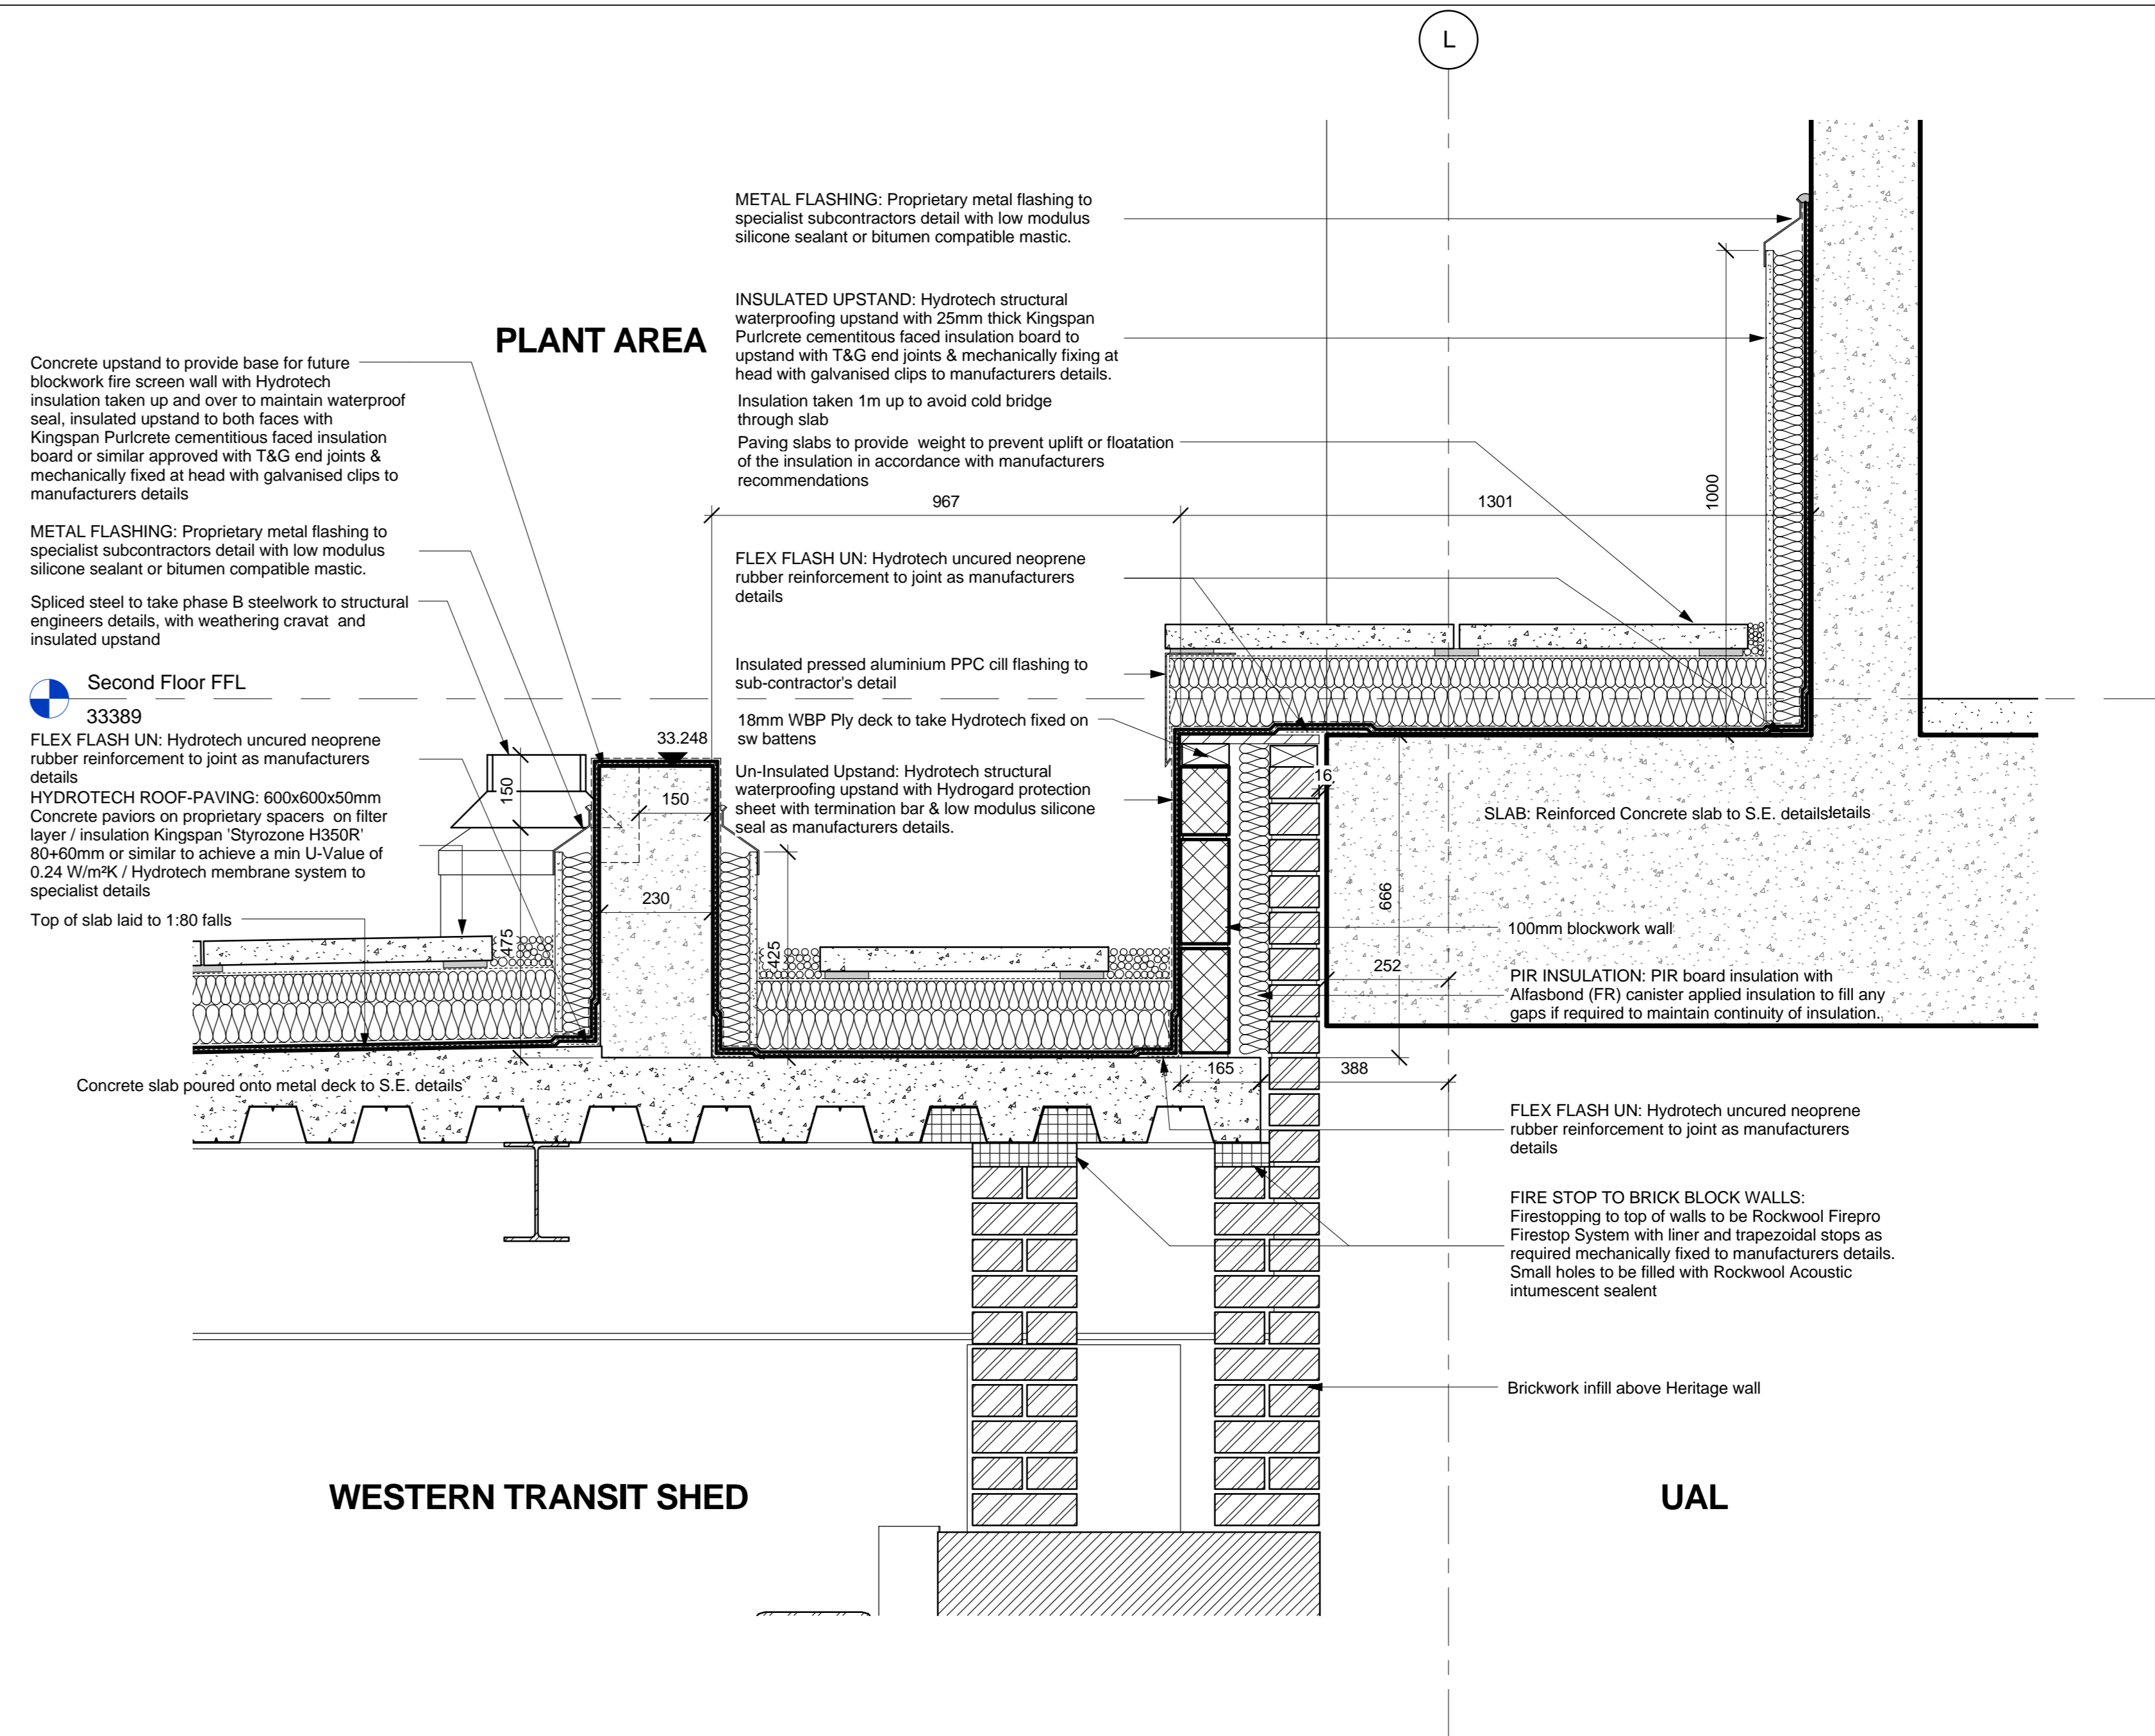 L
METAL FLASHING: Proprietary metal flashing to
specialist subcontractors detail with low modulus
silicone sealant or bitumen compatible mastic.
INSULATED UPSTAND: Hydrotech structural
waterproofing upstand with 25mm thick Kingspan
Purlcrete cementitous faced insulation board to
upstand with T&G end joints & mechanically fixing at
head with galvanised clips to manufacturers details.
Insulation taken 1m up to avoid cold bridge
through slab
Paving slabs to provide weight to prevent uplift or floatation
of the insulation in accordance with manufacturers
recommendations
PLANT AREA
Concrete upstand to provide base for future
blockwork fire screen wall with Hydrotech
insulation taken up and over to maintain waterproof
seal, insulated upstand to both faces with
Kingspan Purlcrete cementitious faced insulation
board or similar approved with T&G end joints &
mechanically fixed at head with galvanised clips to
manufacturers details
METAL FLASHING: Proprietary metal flashing to
specialist subcontractors detail with low modulus
silicone sealant or bitumen compatible mastic.
Spliced steel to take phase B steelwork to structural
engineers details, with weathering cravat and
insulated upstand
Second Floor FFL
33389
FLEX FLASH UN: Hydrotech uncured neoprene
rubber reinforcement to joint as manufacturers
details
HYDROTECH ROOF-PAVING: 600x600x50mm
Concrete paviors on proprietary spacers on filter
layer / insulation Kingspan 'Styrozone H350R'
80+60mm or similar to achieve a min U-Value of
0.24 W/m²K / Hydrotech membrane system to
specialist details
Top of slab laid to 1:80 falls
Concrete slab poured onto metal deck to S.E. details
967
1301
1000
FLEX FLASH UN: Hydrotech uncured neoprene
rubber reinforcement to joint as manufacturers
details
Insulated pressed aluminium PPC cill flashing to
sub-contractor's detail
18mm WBP Ply deck to take Hydrotech fixed on
sw battens
Un-Insulated Upstand: Hydrotech structural
waterproofing upstand with Hydrogard protection
sheet with termination bar & low modulus silicone
seal as manufacturers details.
33.248
150
150
230
475
425
16
666
252
165
388
SLAB: Reinforced Concrete slab to S.E. details
details
100mm blockwork wall
PIR INSULATION: PIR board insulation with
Alfasbond (FR) canister applied insulation to fill any
gaps if required to maintain continuity of insulation.
FLEX FLASH UN: Hydrotech uncured neoprene
rubber reinforcement to joint as manufacturers
details
FIRE STOP TO BRICK BLOCK WALLS:
Firestopping to top of walls to be Rockwool Firepro
Firestop System with liner and trapezoidal stops as
required mechanically fixed to manufacturers details.
Small holes to be filled with Rockwool Acoustic
intumescent sealent
Brickwork infill above Heritage wall
WESTERN TRANSIT SHED
UAL